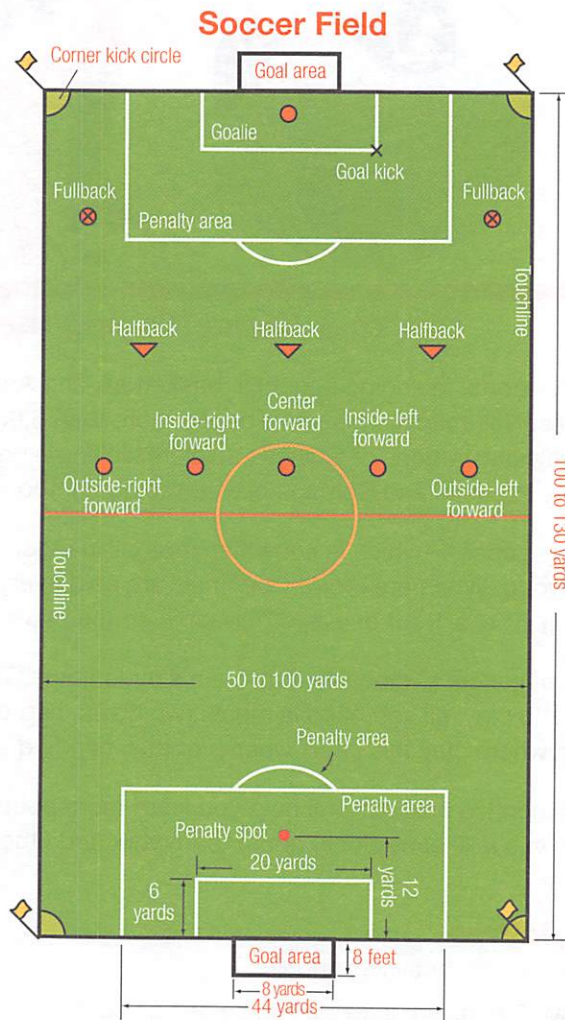 Soccer Field
Corner kick circle
Goal area
Goalie
Goal kick
Fullback
Fullback
Penalty area
Touchline
Halfback
Halfback
Halfback
Center
forward
Inside-right
forward
Inside-left
forward
Outside-right
forward
Outside-left
forward
100 to 130 yards
Touchline
50 to 100 yards
Penalty area
Penalty area
Penalty spot
20 yards
12
yards
6
yards
Goal area
8 feet
8 yards
44 yards